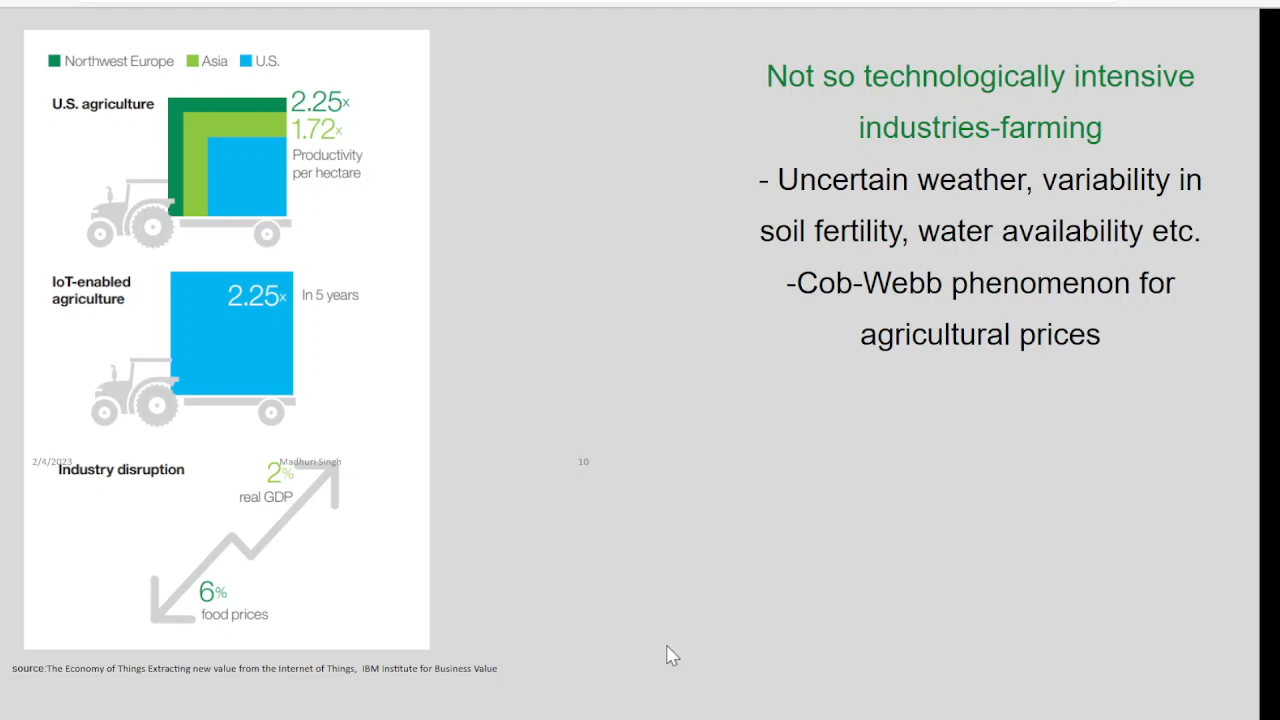 Northwest Europe Asia U.S.
U.S. agriculture
2.25x
1.72x
Productivity
per hectare
IoT-enabled
agriculture
2.25x
In 5 years
2/4/2023
Madhuri Singh
10
Industry disruption
2%
real GDP
6%
food prices
source:The Economy of Things Extracting new value from the Internet of Things, IBM Institute for Business Value
Not so technologically intensive
industries-farming
- Uncertain weather, variability in
soil fertility, water availability etc.
-Cob-Webb phenomenon for
agricultural prices